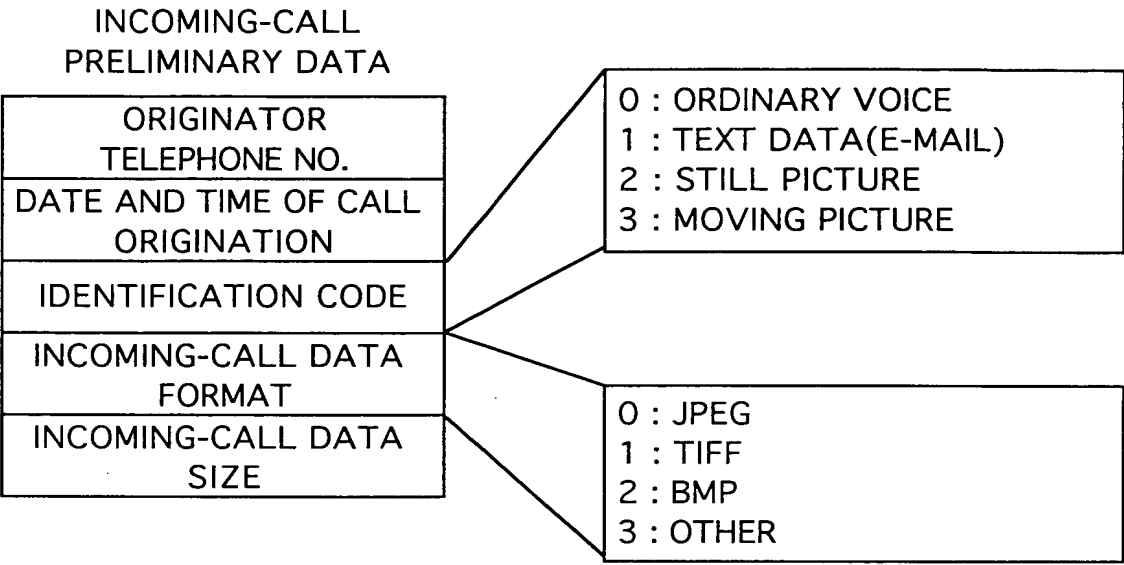 INCOMING-CALL
PRELIMINARY DATA
ORIGINATOR
TELEPHONE NO.
DATE AND TIME OF CALL
ORIGINATION
IDENTIFICATION CODE
INCOMING-CALL DATA
FORMAT
INCOMING-CALL DATA
SIZE
0 : ORDINARY VOICE
1 : TEXT DATA(E-MAIL)
2 : STILL PICTURE
3 : MOVING PICTURE
0 : JPEG
1 : TIFF
2 : BMP
3 : OTHER